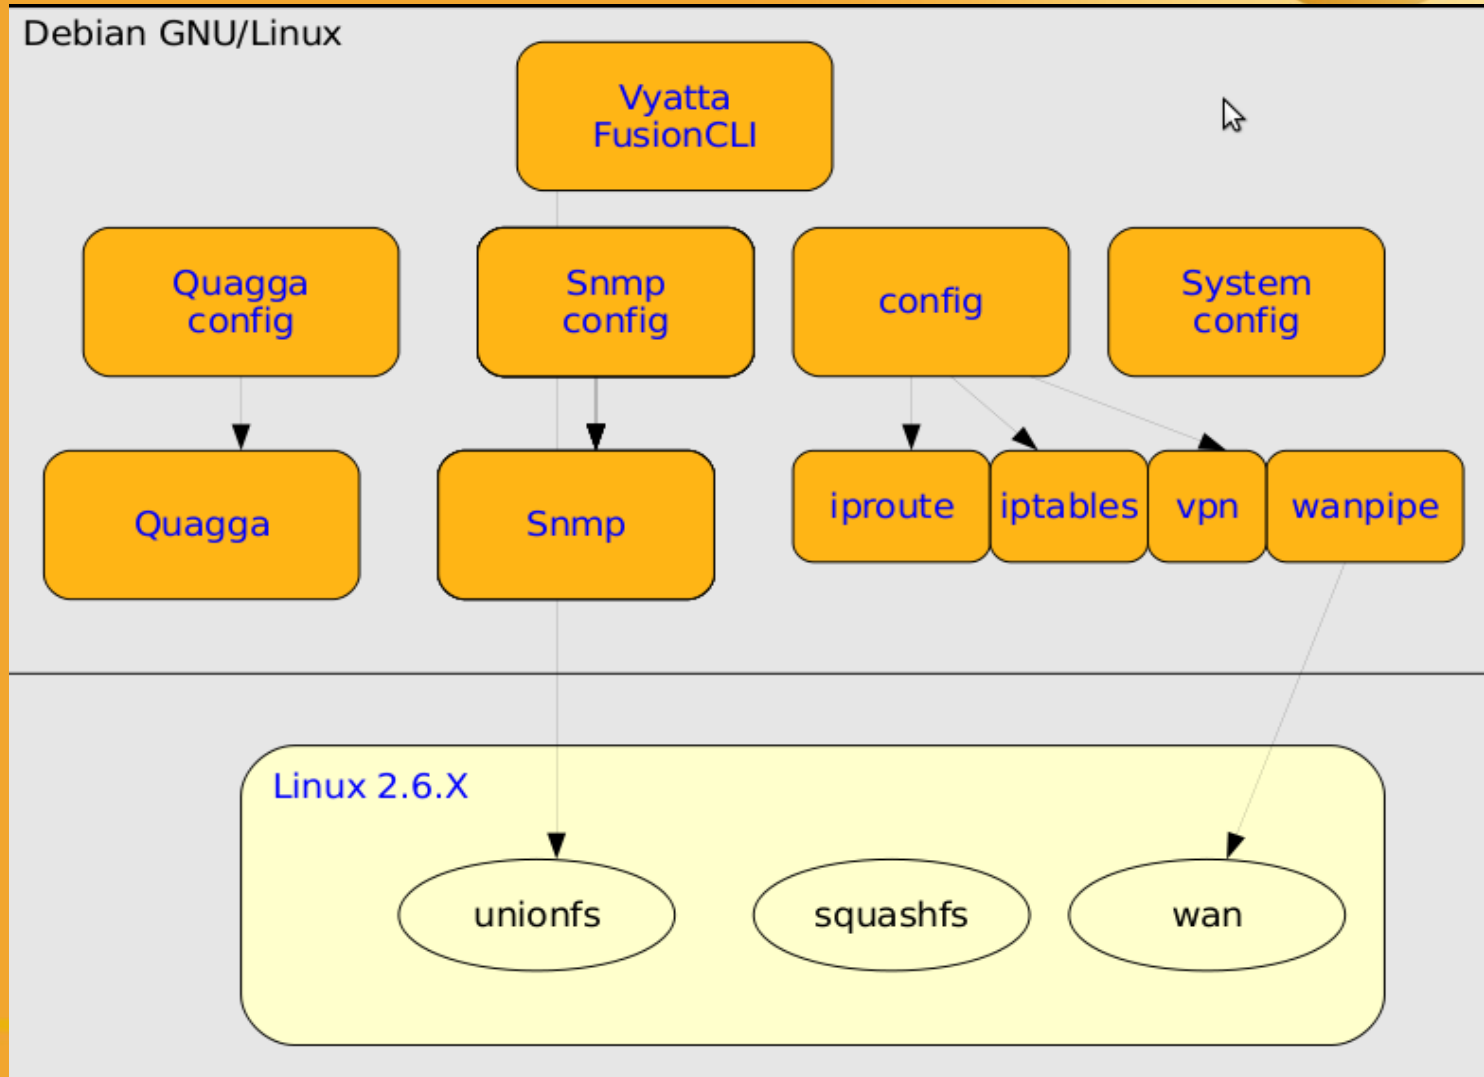 Debian GNU/Linux
Vyatta
FusionCLI
Quagga
config
Snmp
config
config
System
config
Quagga
Snmp
iproute
iptables
vpn
wanpipe
Linux 2.6.X
unionfs
squashfs
wan